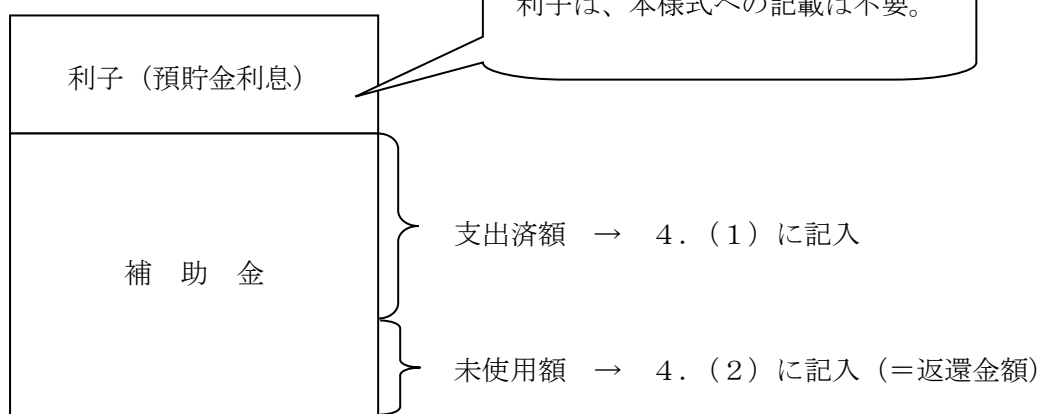 利子は、本様式への記載は不要。
利子（預貯金利息）
支出済額　→　４．（１）に記入
補　助　金
未使用額　→　４．（２）に記入（＝返還金額）